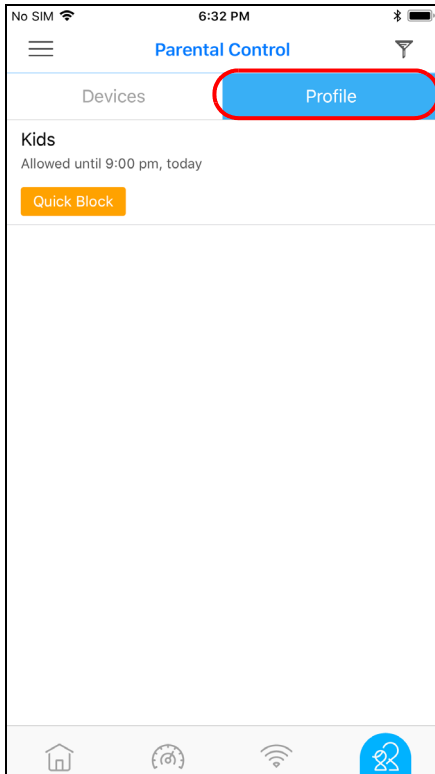 No SIM 6:32 PM
Parental Control
Devices Profile
Kids
Allowed until 9:00 pm, today
Quick Block